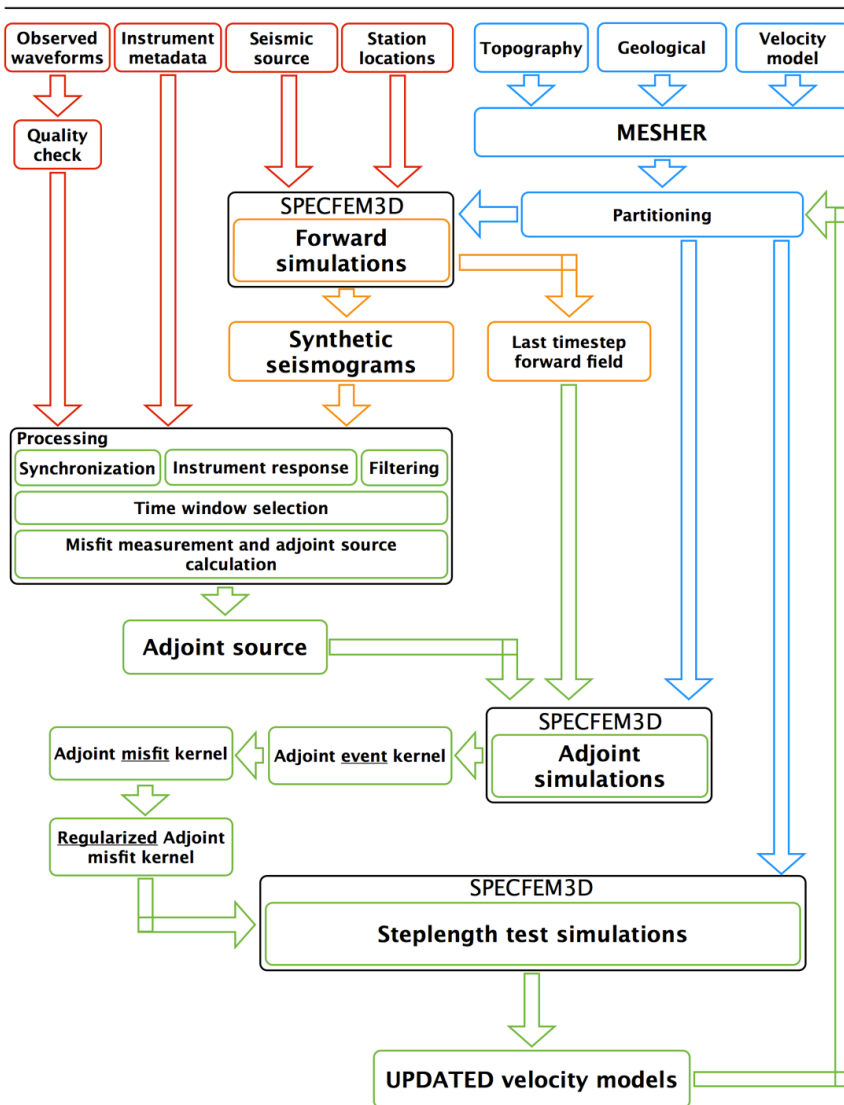 Observed
waveforms
Instrument
metadata
Seismic
source
Station
locations
Topography
Geological
Velocity
model
Quality
check
MESHER
SPECFEM3D
Forward
simulations
Partitioning
Synthetic
seismograms
Last timestep
forward field
Processing
Synchronization
Instrument response
Filtering
Time window selection
Misfit measurement and adjoint source
calculation
Adjoint source
SPECFEM3D
Adjoint
simulations
Adjoint event kernel
Adjoint misfit kernel
Regularized Adjoint
misfit kernel
SPECFEM3D
Steplength test simulations
UPDATED velocity models